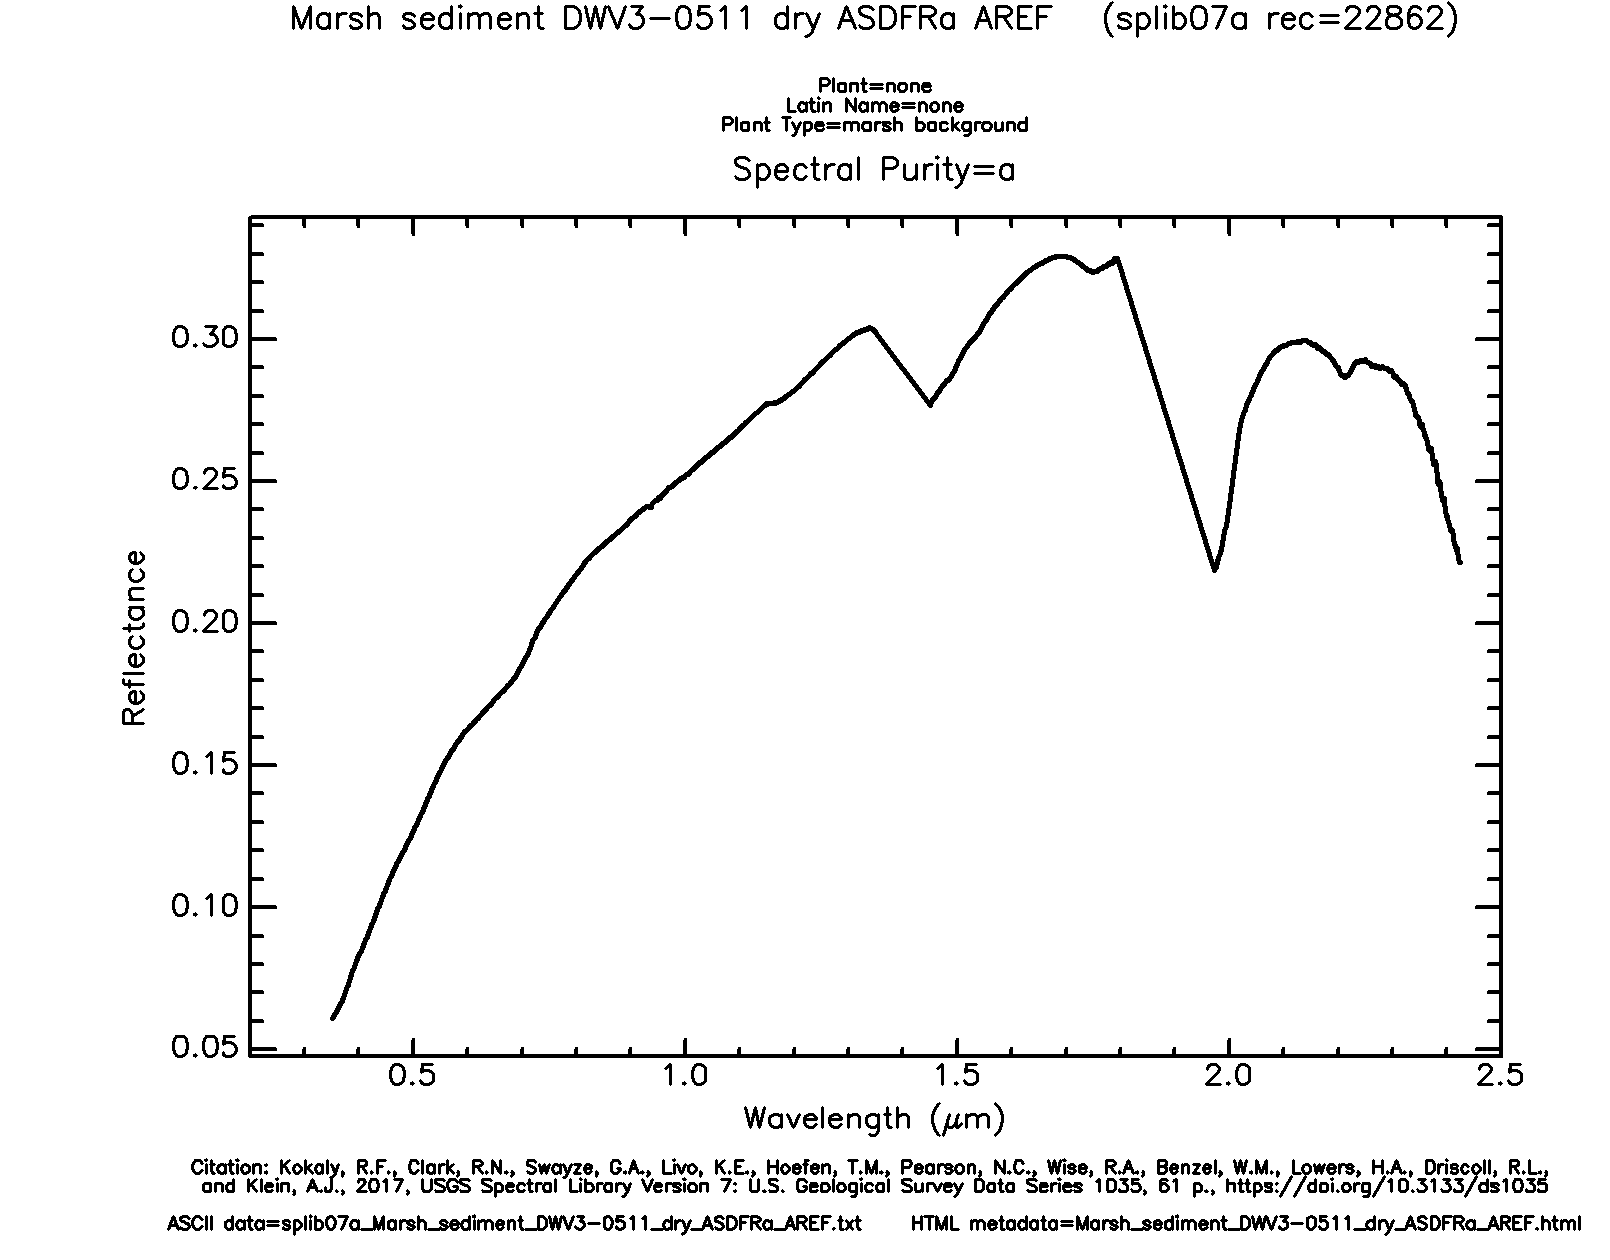 Marsh sediment DWV3-0511 dry ASDFRa AREF (splib07a rec=22862)
Plant=none
Latin Name=none
Plant Type=marsh background
Spectral Purity=a
0.30
0.25
0.20
0.15
0.10
0.05
Reflectance
0.5 1.0 1.5 2.0 2.5
Wavelength (μm)
Citation: Kokaly, R.F., Clark, R.N., Swayze, G.A., Livo, K.E., Hoefen, T.M., Pearson, N.C., Wise, R.A., Benzel, W.M., Lowers, H.A., Driscoll, R.L.,
and Klein, A.J., 2017, USGS Spectral Library Version 7: U.S. Geological Survey Data Series 1035, 61 p., https://doi.org/10.3133/ds1035
ASCII data=splib07a_Marsh_sediment_DWV3-0511_dry_ASDFRa_AREF.txt HTML metadata=Marsh_sediment_DWV3-0511_dry_ASDFRa_AREF.html